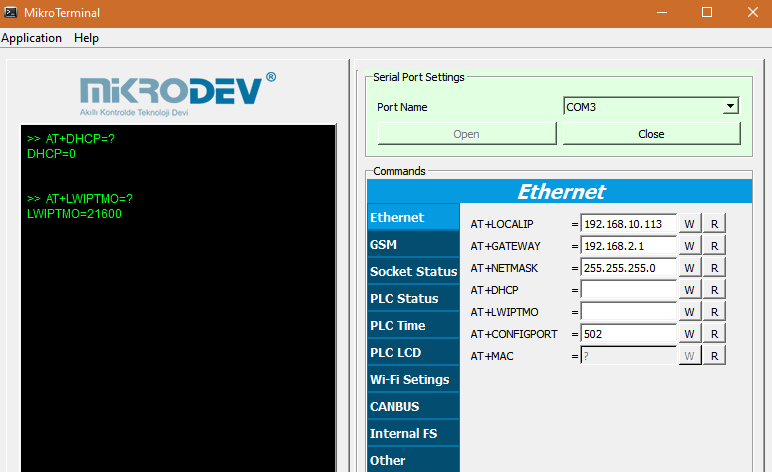 MikroTerminal
Application Help
MiKRODEV®
Akıllı Kontrolde Teknoloji Devi
>> AT+DHCP=?
DHCP=0
>> AT+LWIPTMO=?
LWIPTMO=21600
Serial Port Settings
Port Name COM3
Open Close
Commands
Ethernet
Ethernet
GSM
Socket Status
PLC Status
PLC Time
PLC LCD
Wi-Fi Setings
CANBUS
Internal FS
Other
AT+LOCALIP = 192.168.10.113 W R
AT+GATEWAY = 192.168.2.1 W R
AT+NETMASK = 255.255.255.0 W R
AT+DHCP = W R
AT+LWIPTMO = W R
AT+CONFIGPORT = 502 W R
AT+MAC = ? W R